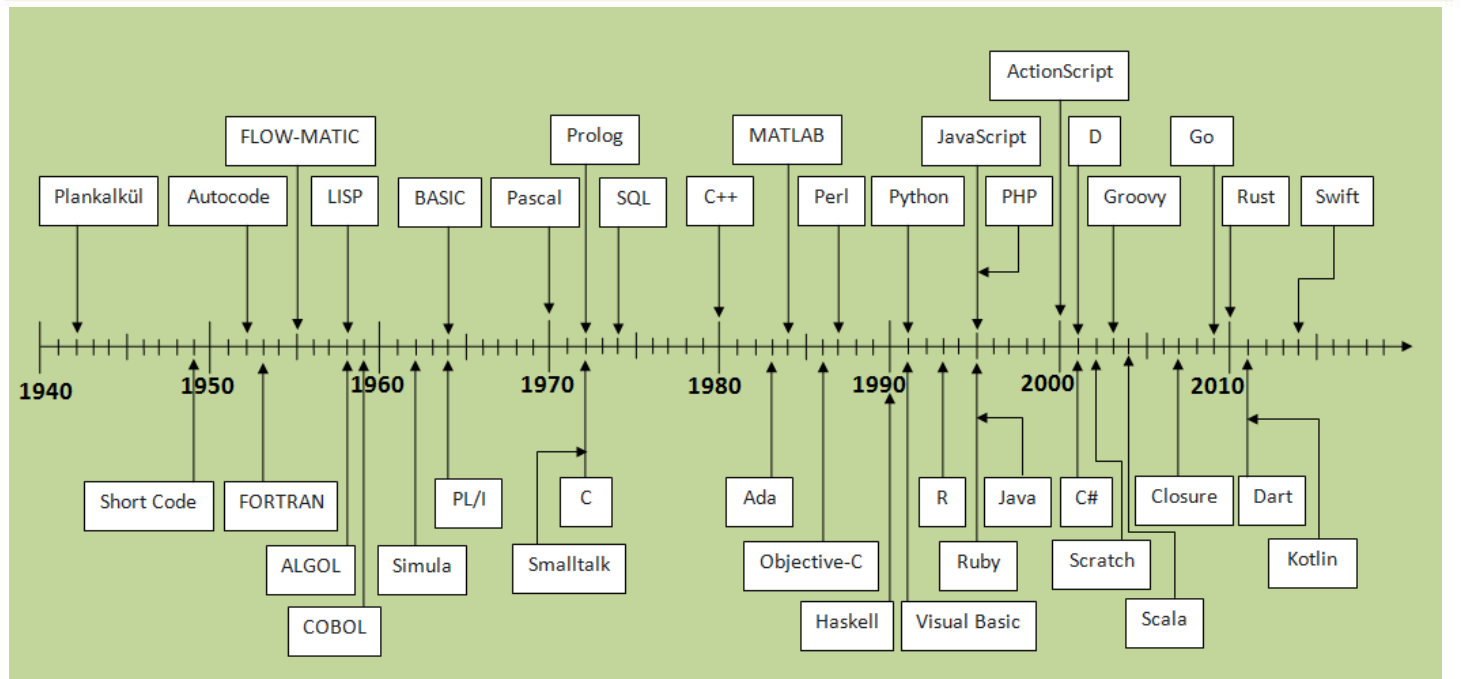 ActionScript
FLOW-MATIC
Prolog
MATLAB
JavaScript
D
Go
Plankalkül
Autocode
LISP
BASIC
Pascal
SQL
C++
Perl
Python
PHP
Groovy
Rust
Swift
1940
1950
1960
1970
1980
1990
2000
2010
Short Code
FORTRAN
PL/I
C
Ada
R
Java
C#
Closure
Dart
ALGOL
Simula
Smalltalk
Objective-C
Ruby
Scratch
Kotlin
COBOL
Haskell
Visual Basic
Scala